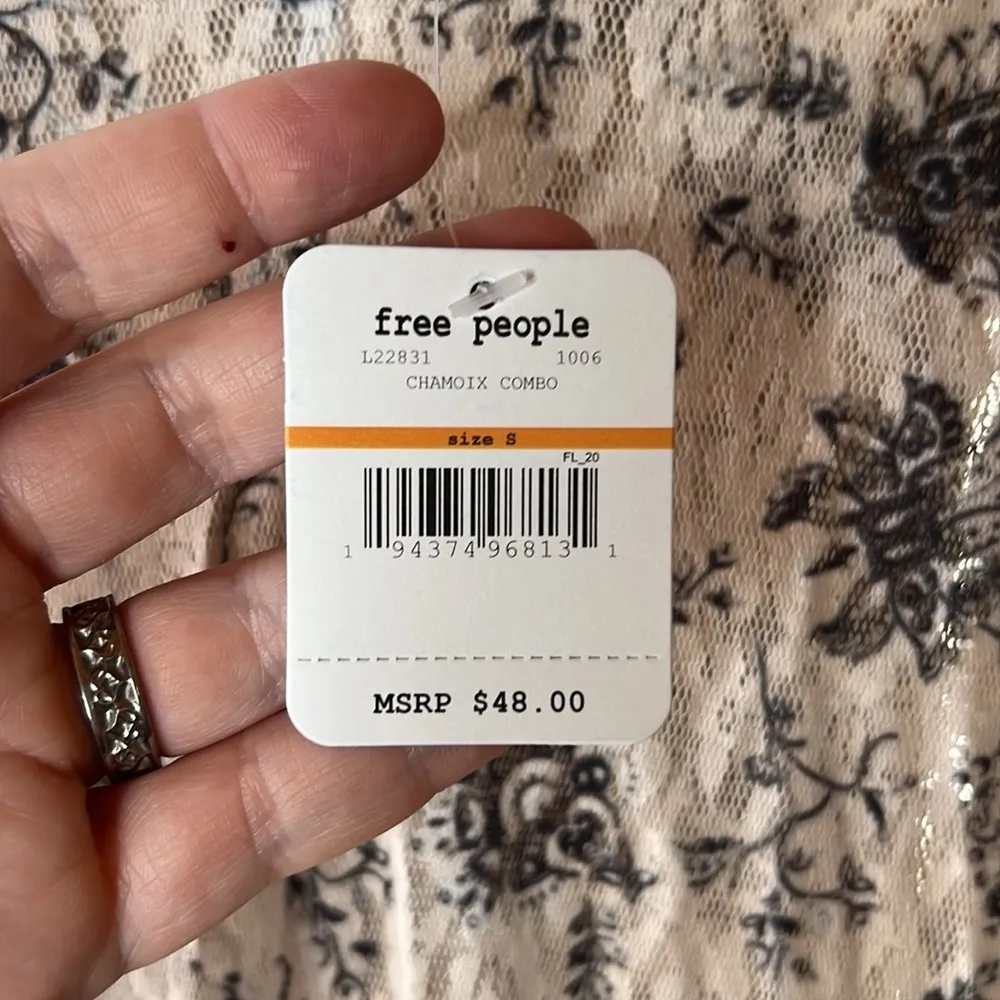 free people
L22831 1006
CHAMOIX COMBO
size S
FL_20
1 94374 96813 1
MSRP $48.00